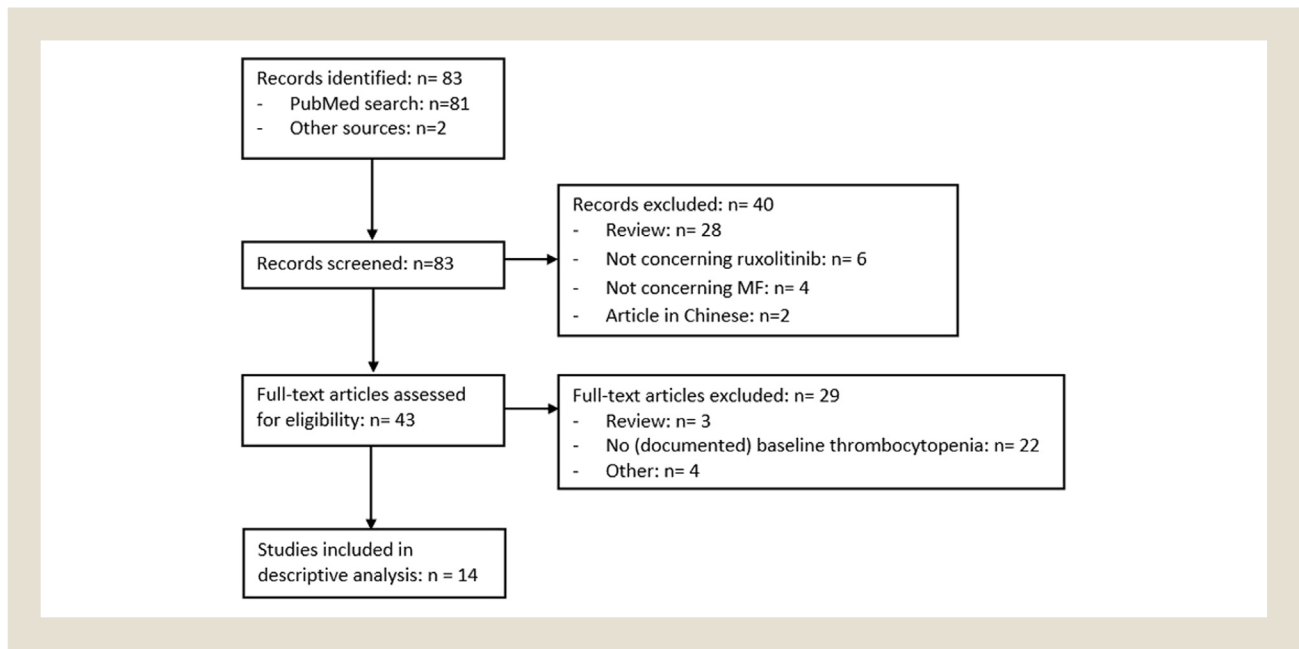 Records identified: n= 83
- PubMed search: n=81
- Other sources: n=2
Records excluded: n= 40
- Review: n= 28
- Not concerning ruxolitinib: n= 6
- Not concerning MF: n= 4
- Article in Chinese: n=2
Records screened: n=83
Full-text articles assessed
for eligibility: n= 43
Full-text articles excluded: n= 29
- Review: n= 3
- No (documented) baseline thrombocytopenia: n= 22
- Other: n= 4
Studies included in
descriptive analysis: n = 14